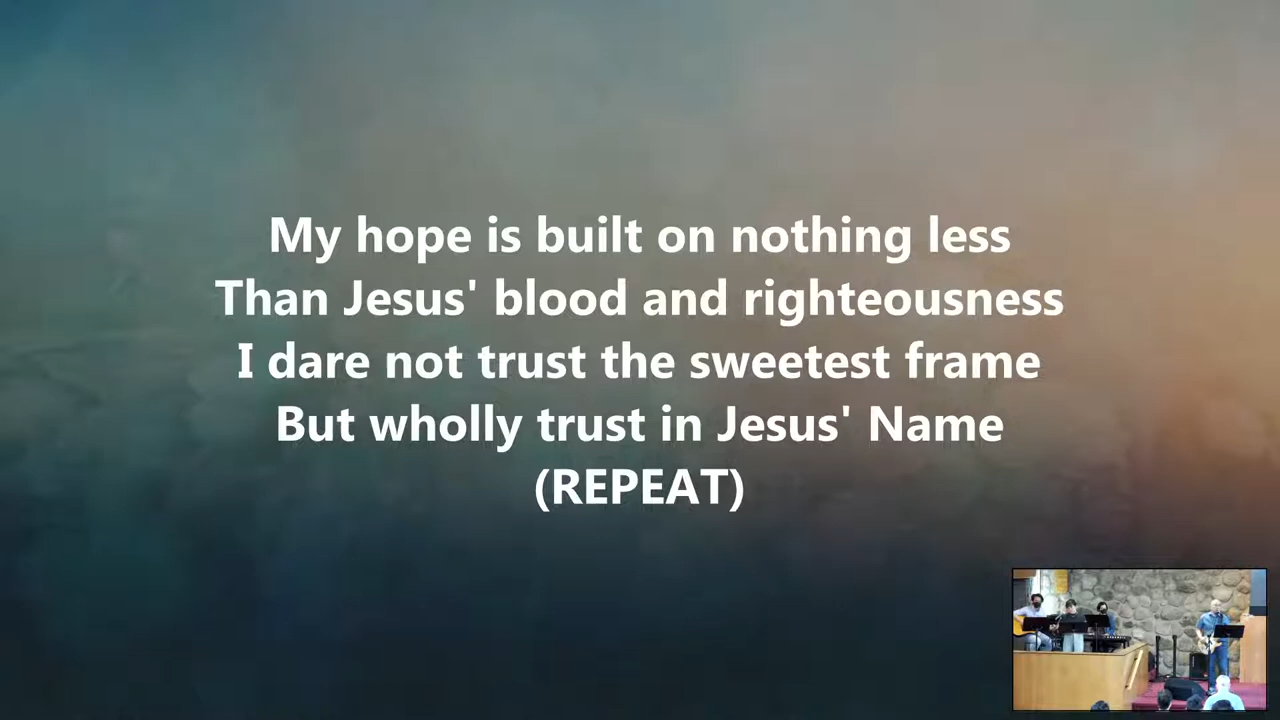 My hope is built on nothing less
Than Jesus' blood and righteousness
I dare not trust the sweetest frame
But wholly trust in Jesus' Name
(REPEAT)